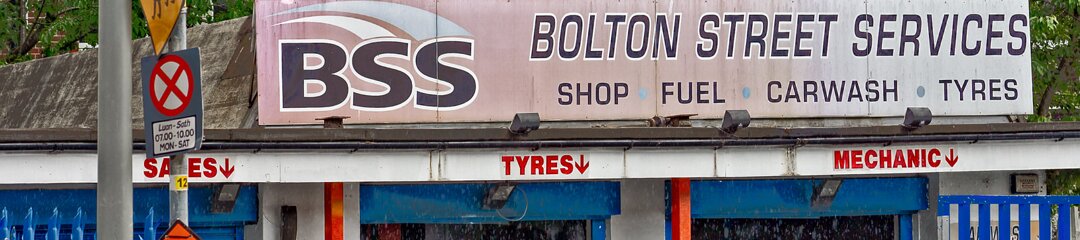 BSS
BOLTON STREET SERVICES
SHOP • FUEL • CARWASH • TYRES
Luan-Sath
07.00-10.00
MON-SAT
SALES↓
TYRES↓
MECHANIC↓
12